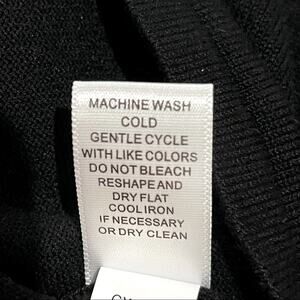 MACHINE WASH
COLD
GENTLE CYCLE
WITH LIKE COLORS
DO NOT BLEACH
RESHAPE AND
DRY FLAT
COOL IRON
IF NECESSARY
OR DRY CLEAN